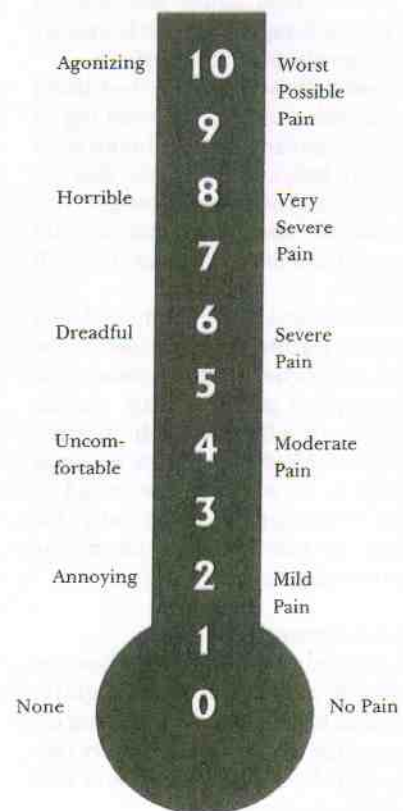 Agonizing 10 Worst
Possible
Pain
9
Horrible 8 Very
Severe
Pain
7
Dreadful 6 Severe
Pain
5
Uncom-
fortable 4 Moderate
Pain
3
Annoying 2 Mild
Pain
1
None 0 No Pain